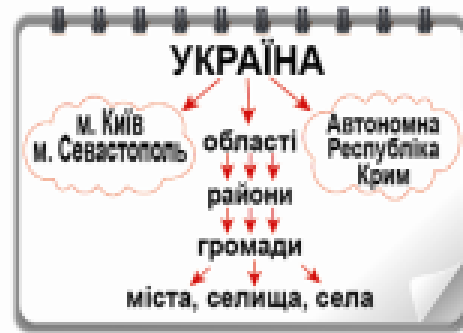 УКРАЇНА
м. Київ
м. Севастополь
області
Автономна
Республіка
Крим
райони
громади
міста, селища, села